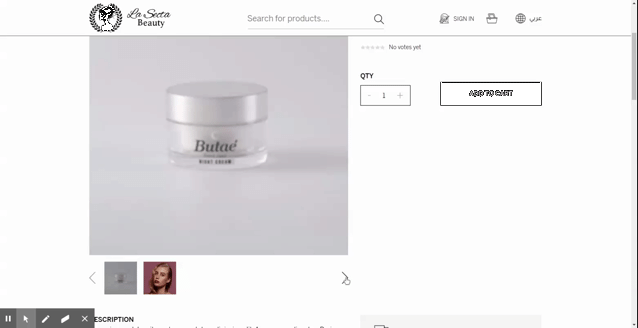 La Secta
Beauty
Search for products....
SIGN IN
عربي
No votes yet
QTY
- 1 +
ADD TO CART
Butaé
NIGHT CREAM
ESCRIPTION